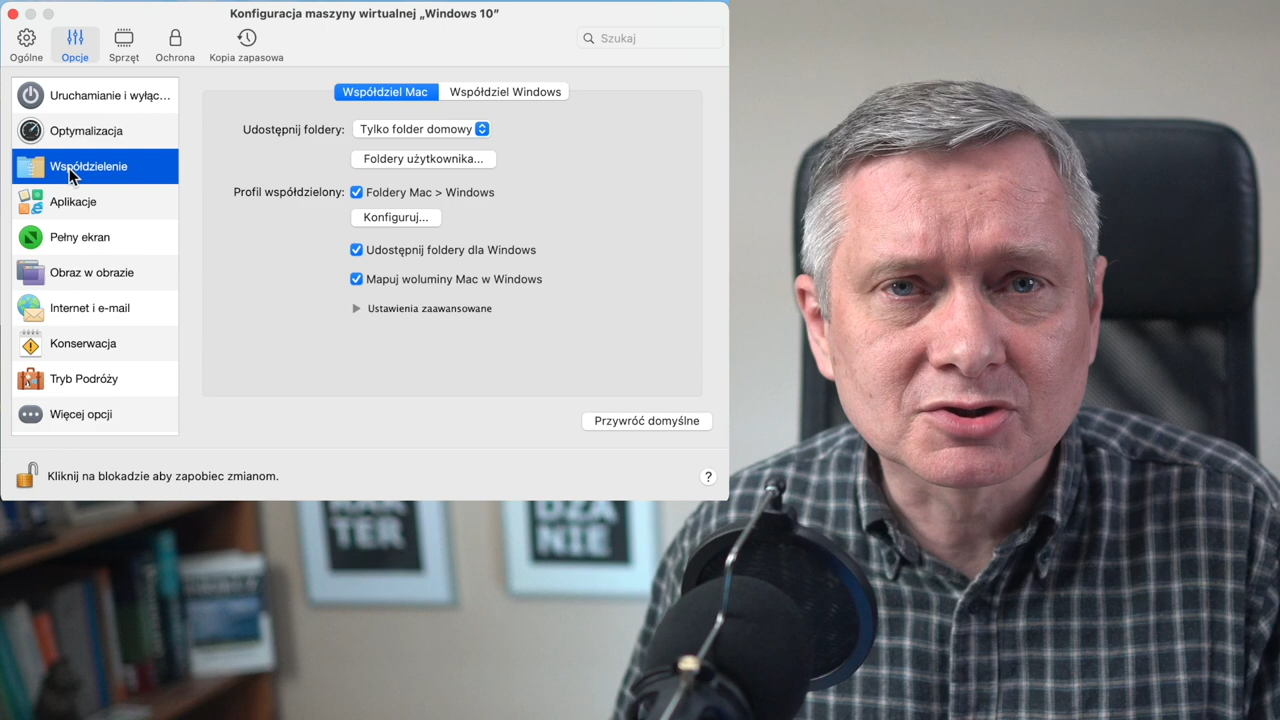 Konfiguracja maszyny wirtualnej „Windows 10”
Ogólne
Opcje
Sprzęt
Ochrona
Kopia zapasowa
Szukaj
Uruchamianie i wyłąc...
Optymalizacja
Współdzielenie
Aplikacje
Pełny ekran
Obraz w obrazie
Internet i e-mail
Konserwacja
Tryb Podróży
Więcej opcji
Współdziel Mac
Współdziel Windows
Udostępnij foldery: Tylko folder domowy
Foldery użytkownika...
Profil współdzielony: Foldery Mac > Windows
Konfiguruj...
Udostępnij foldery dla Windows
Mapuj woluminy Mac w Windows
Ustawienia zaawansowane
Przywróć domyślne
Kliknij na blokadzie aby zapobiec zmianom.
?
TER
NIE